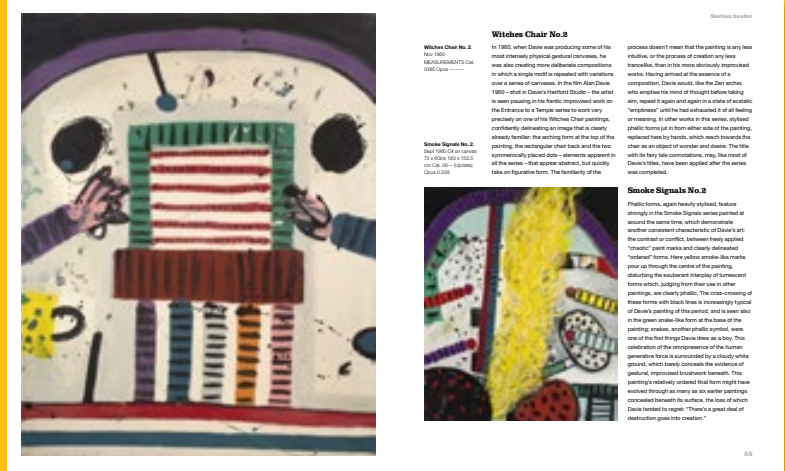 Section header
Witches Chair No.2
Witches Chair No. 2,
Nov 1960
MEASUREMENTS Cat.
0395 Opus — — —
In 1960, when Davie was producing some of his
most intensely physical gestural canvases, he
was also creating more deliberate compositions
in which a single motif is repeated with variations
over a series of canvases. In the film Alan Davie
1960 – shot in Davie's Hertford Studio – the artist
is seen pausing in his frantic improvised work on
the Entrance to a Temple series to work very
precisely on one of his Witches Chair paintings,
confidently delineating an image that is clearly
already familiar: the arching form at the top of the
painting, the rectangular chair back and the two
symmetrically placed dots – elements apparent in
all the series – that appear abstract, but quickly
take on figurative form. The familiarity of the
process doesn't mean that the painting is any less
intuitive, or the process of creation any less
trancelike, than in his more obviously improvised
works. Having arrived at the essence of a
composition, Davie would, like the Zen archer,
who empties his mind of thought before taking
aim, repeat it again and again in a state of ecstatic
"emptiness" until he had exhausted it of all feeling
or meaning. In other works in this series, stylised
phallic forms jut in from either side of the painting,
replaced here by hands, which reach towards the
chair as an object of wonder and desire. The title
with its fairy tale connotations, may, like most of
Davie's titles, have been applied after the series
was completed.
Smoke Signals No. 2,
Sept 1960 Oil on canvas
72 x 60ins 183 x 152.5
cm Cat. 00 – (Update)
Opus 0.329
Smoke Signals No.2
Phallic forms, again heavily stylised, feature
strongly in the Smoke Signals series painted at
around the same time, which demonstrate
another consistent characteristic of Davie's art:
the contrast or conflict, between freely applied
"chaotic" paint marks and clearly delineated
"ordered" forms. Here yellow smoke-like marks
pour up through the centre of the painting,
disturbing the exuberant interplay of tumescent
forms which, judging from their use in other
paintings, are clearly phallic. The criss-crossing of
these forms with black lines is increasingly typical
of Davie's painting of this period, and is seen also
in the green snake-like form at the base of the
painting; snakes, another phallic symbol, were
one of the first things Davie drew as a boy. This
celebration of the omnipresence of the human
generative force is surrounded by a cloudy white
ground, which barely conceals the evidence of
gestural, improvised brushwork beneath. This
painting's relatively ordered final form might have
evolved through as many as six earlier paintings
concealed beneath its surface, the loss of which
Davie tended to regret: "There's a great deal of
destruction goes into creation."
55